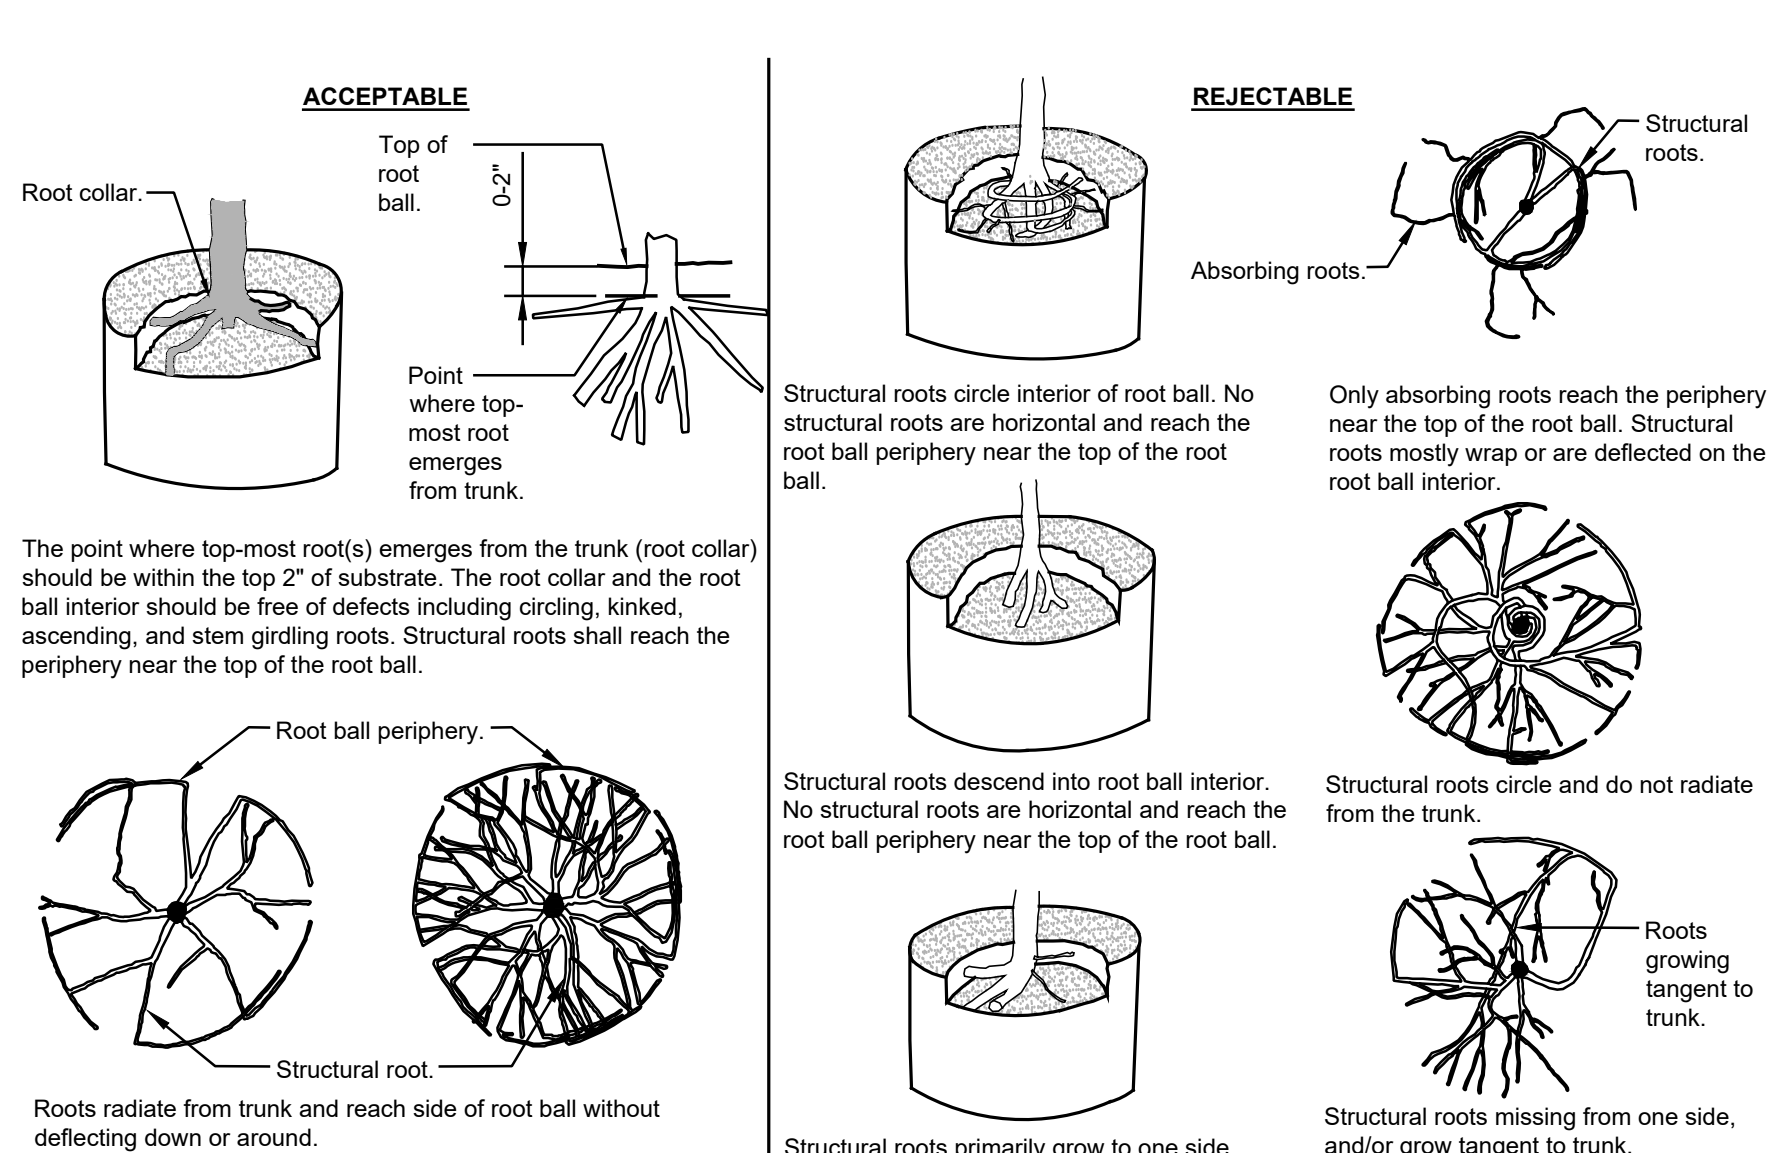 ACCEPTABLE
Root collar.
Top of
root
ball.
0-2"
Point
where top-
most root
emerges
from trunk.
The point where top-most root(s) emerges from the trunk (root collar)
should be within the top 2" of substrate. The root collar and the root
ball interior should be free of defects including circling, kinked,
ascending, and stem girdling roots. Structural roots shall reach the
periphery near the top of the root ball.
Root ball periphery.
Structural root.
Roots radiate from trunk and reach side of root ball without
deflecting down or around.
REJECTABLE
Structural
roots.
Absorbing roots.
Structural roots circle interior of root ball. No
structural roots are horizontal and reach the
root ball periphery near the top of the root
ball.
Only absorbing roots reach the periphery
near the top of the root ball. Structural
roots mostly wrap or are deflected on the
root ball interior.
Structural roots descend into root ball interior.
No structural roots are horizontal and reach the
root ball periphery near the top of the root ball.
Structural roots circle and do not radiate
from the trunk.
Roots
growing
tangent to
trunk.
Structural roots primarily grow to one side.
Structural roots missing from one side,
and/or grow tangent to trunk.